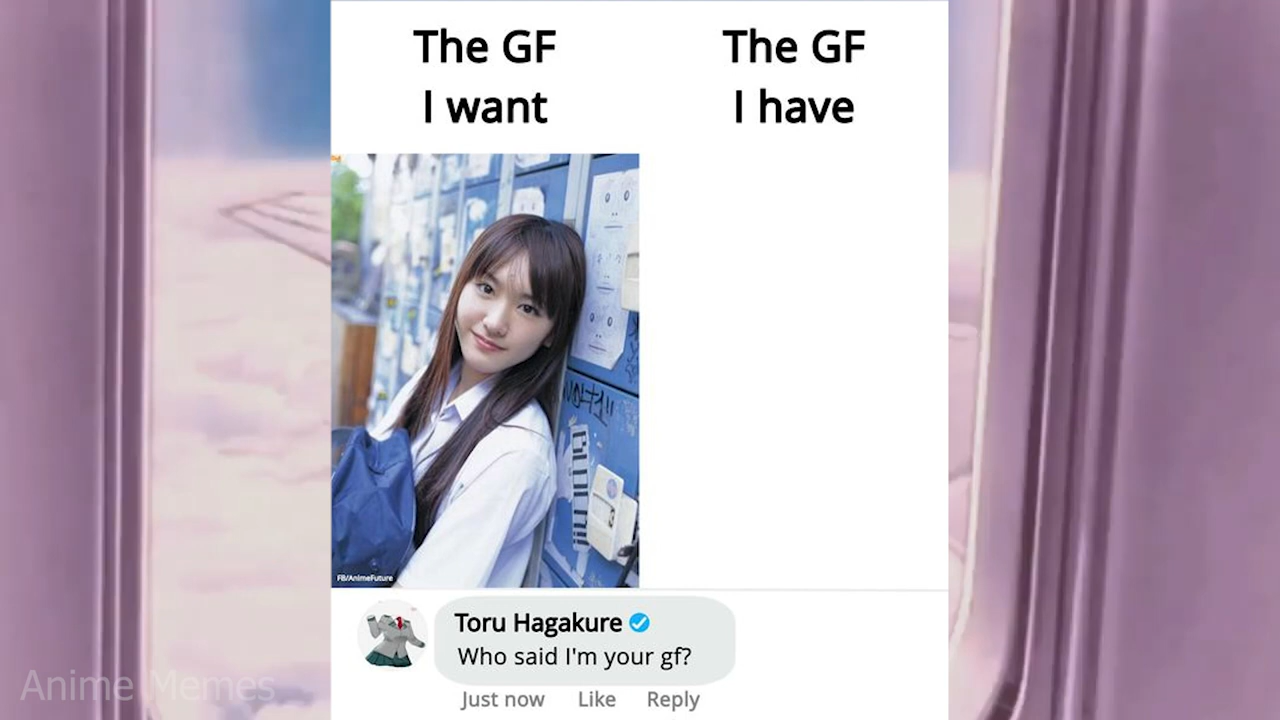 The GF
I want
The GF
I have
FB/AnimeFuture
Toru Hagakure
Who said I'm your gf?
Just now Like Reply
Anime Memes